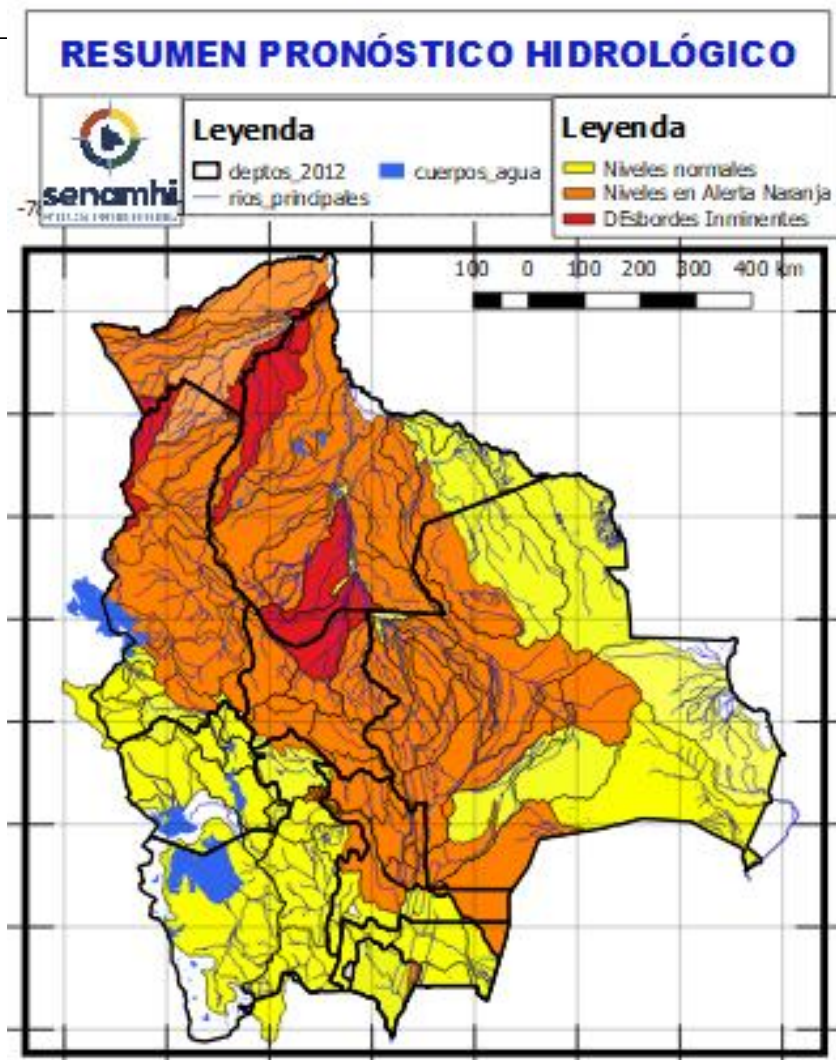 RESUMEN PRONÓSTICO HIDROLÓGICO
senamhi
Leyenda
deptos_2012
cuerpos_agua
rios_principales
Leyenda
Niveles normales
Niveles en Alerta Naranja
DEsbordes Inminentes
100 0 100 200 300 400 km